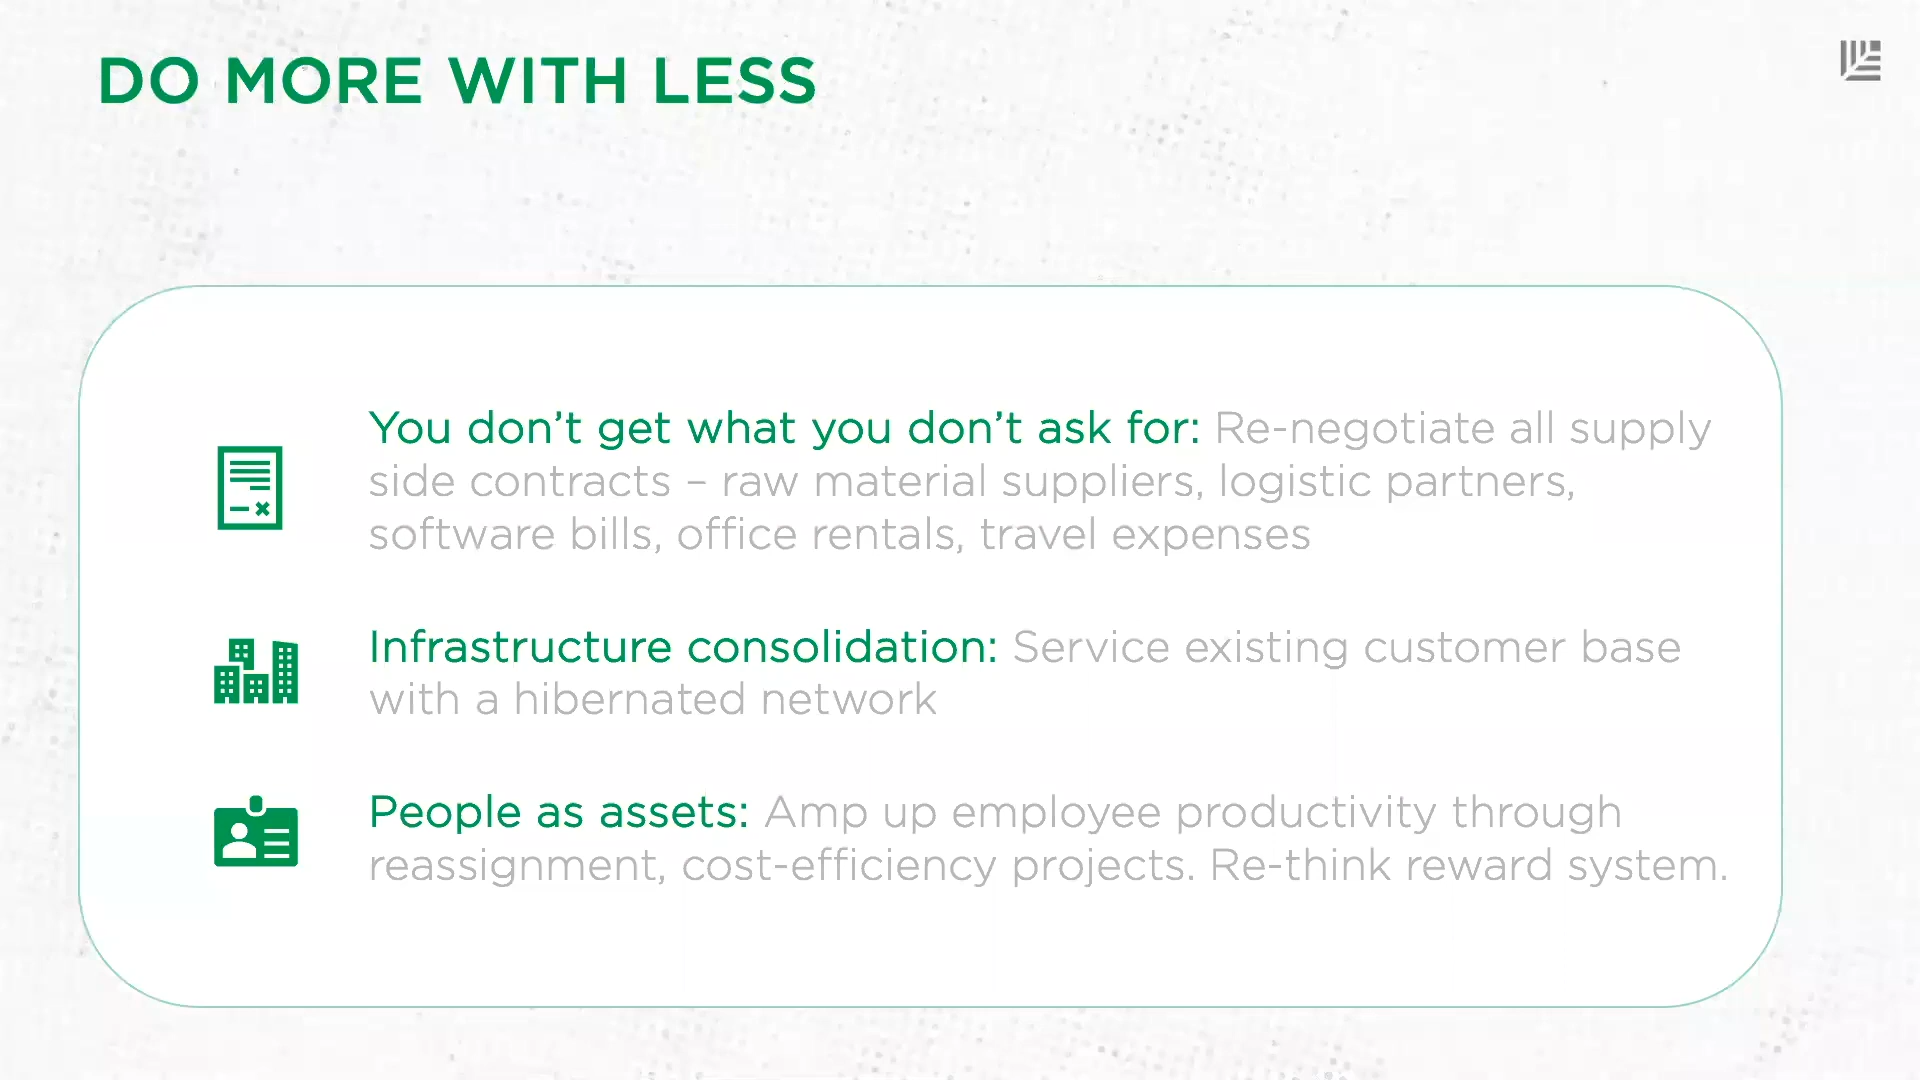 DO MORE WITH LESS
You don’t get what you don’t ask for: Re-negotiate all supply
side contracts – raw material suppliers, logistic partners,
software bills, office rentals, travel expenses
Infrastructure consolidation: Service existing customer base
with a hibernated network
People as assets: Amp up employee productivity through
reassignment, cost-efficiency projects. Re-think reward system.